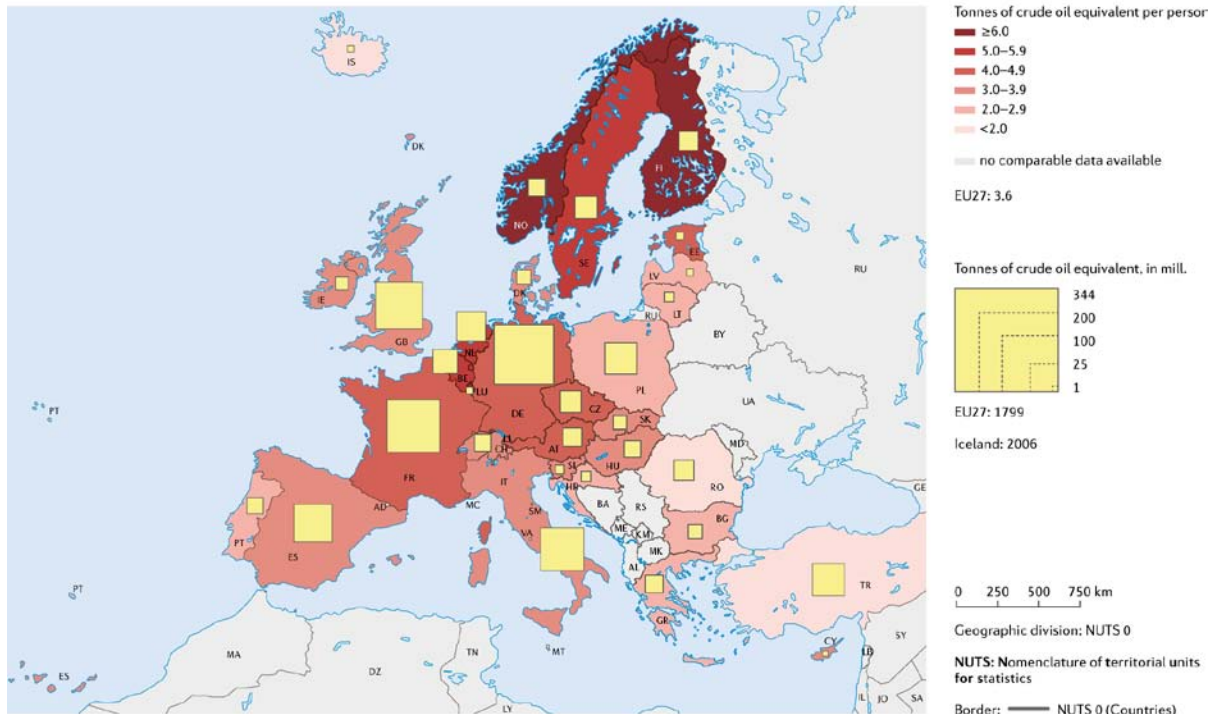 Tonnes of crude oil equivalent per person
≥6.0
5.0–5.9
4.0–4.9
3.0–3.9
2.0–2.9
<2.0
no comparable data available
EU27: 3.6
Tonnes of crude oil equivalent, in mill.
344
200
100
25
1
EU27: 1799
Iceland: 2006
0 250 500 750 km
Geographic division: NUTS 0
NUTS: Nomenclature of territorial units
for statistics
Border: NUTS 0 (Countries)
IS
DK
NO
SE
FI
EE
LV
LT
RU
RU
IE
GB
DK
NL
BE
LU
DE
PL
BY
UA
CZ
SK
MD
FR
CH
LI
AT
HU
SI
HR
RO
PT
AD
MC
IT
SM
VA
BA
RS
ME
KM
MK
AL
BG
GE
PT
ES
GR
TR
PT
MT
CY
LB
SY
ES
MA
DZ
TN
LY
IL
JO
SA